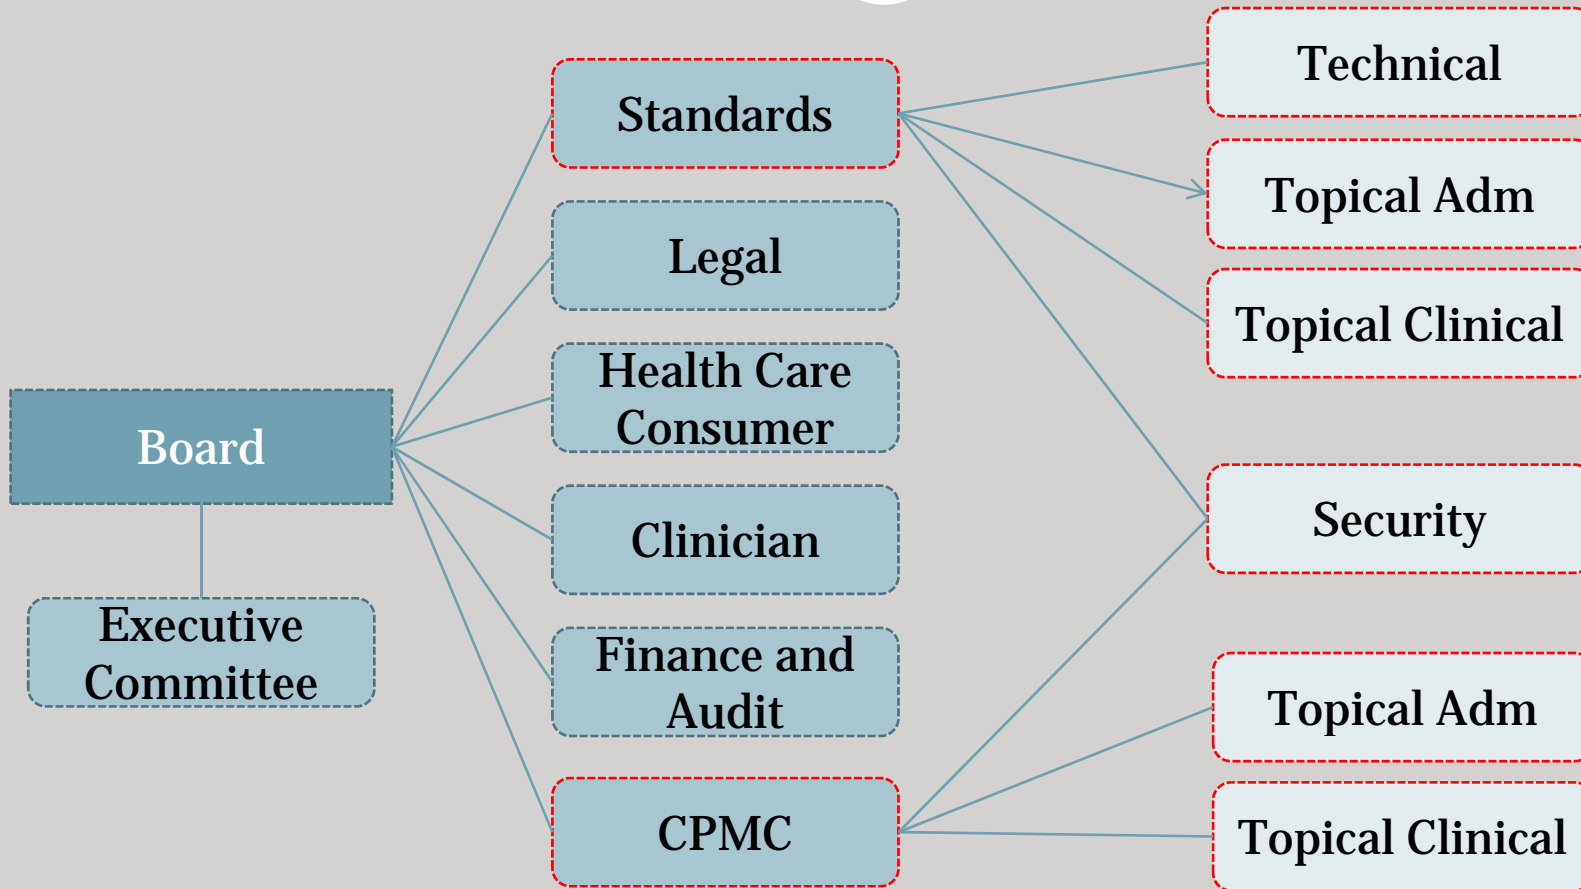 Board
Executive
Committee
Standards
Legal
Health Care
Consumer
Clinician
Finance and
Audit
CPMC
Technical
Topical Adm
Topical Clinical
Security
Topical Adm
Topical Clinical